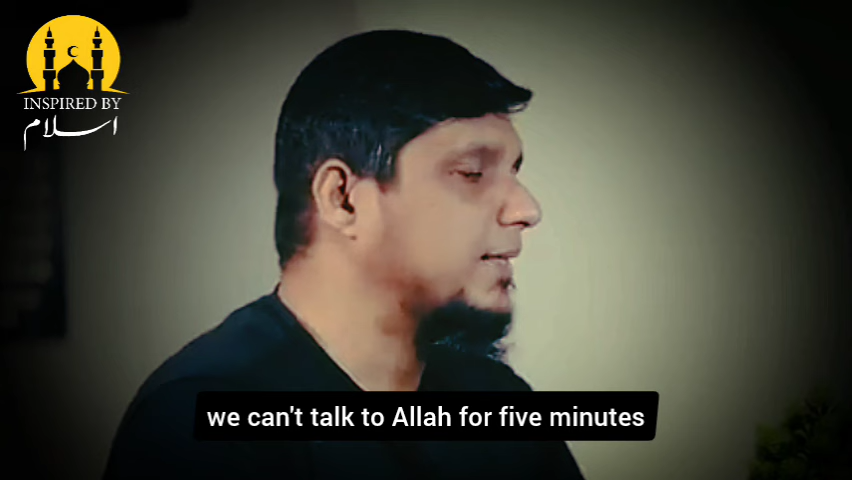 INSPIRED BY
اسلام
we can't talk to Allah for five minutes